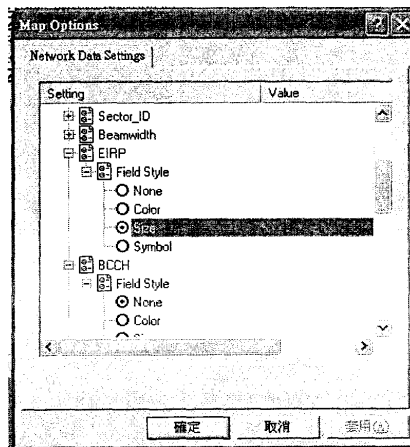 Map Options
Network Data Settings
Setting Value
Sector_ID
Beamwidth
EIRP
Field Style
None
Color
Size
Symbol
BCCH
Field Style
None
Color
確定 取消 套用(A)